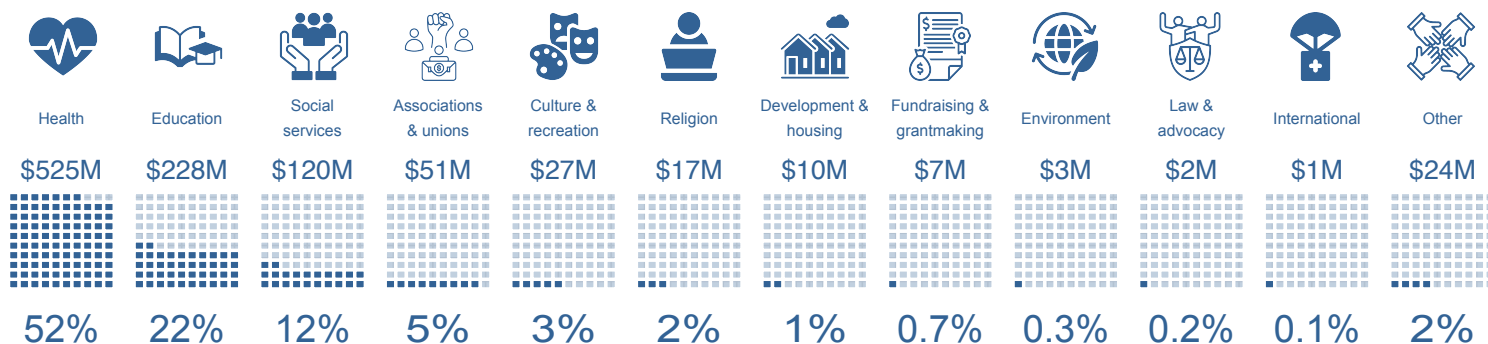 Health
Education
Social
services
Associations
& unions
Culture &
recreation
Religion
Development &
housing
Fundraising &
grantmaking
Environment
Law &
advocacy
International
Other
$525M
$228M
$120M
$51M
$27M
$17M
$10M
$7M
$3M
$2M
$1M
$24M
52%
22%
12%
5%
3%
2%
1%
0.7%
0.3%
0.2%
0.1%
2%